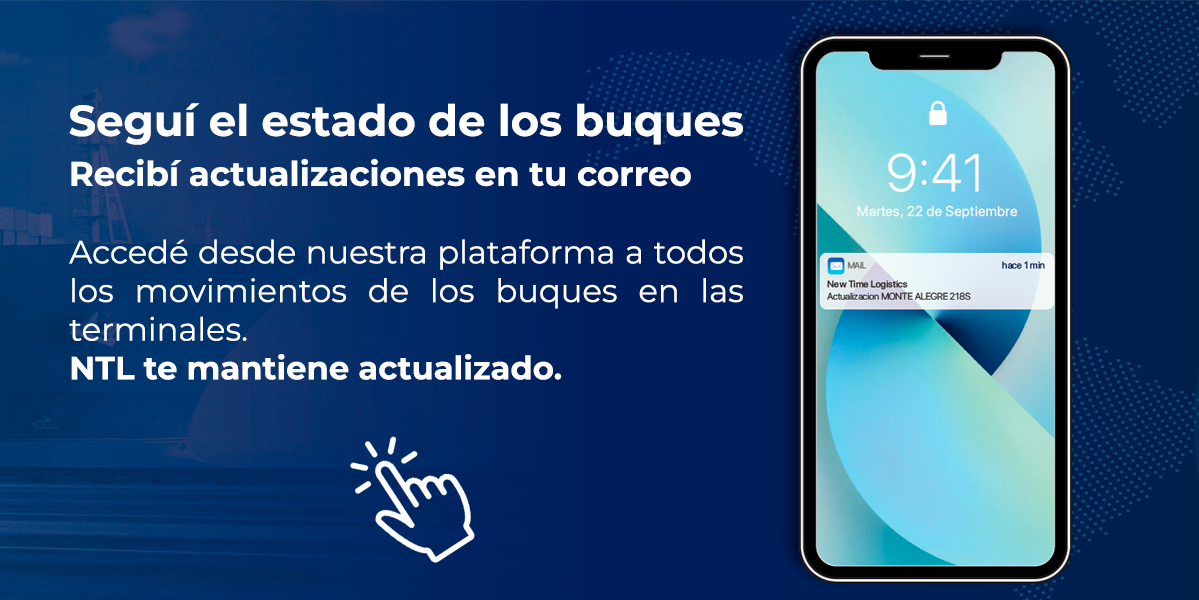 Seguí el estado de los buques
Recibí actualizaciones en tu correo
Accedé desde nuestra plataforma a todos
los movimientos de los buques en las
terminales.
NTL te mantiene actualizado.
9:41
Martes, 22 de Septiembre
MAIL hace 1 min
New Time Logistics
Actualizacion MONTE ALEGRE 218S